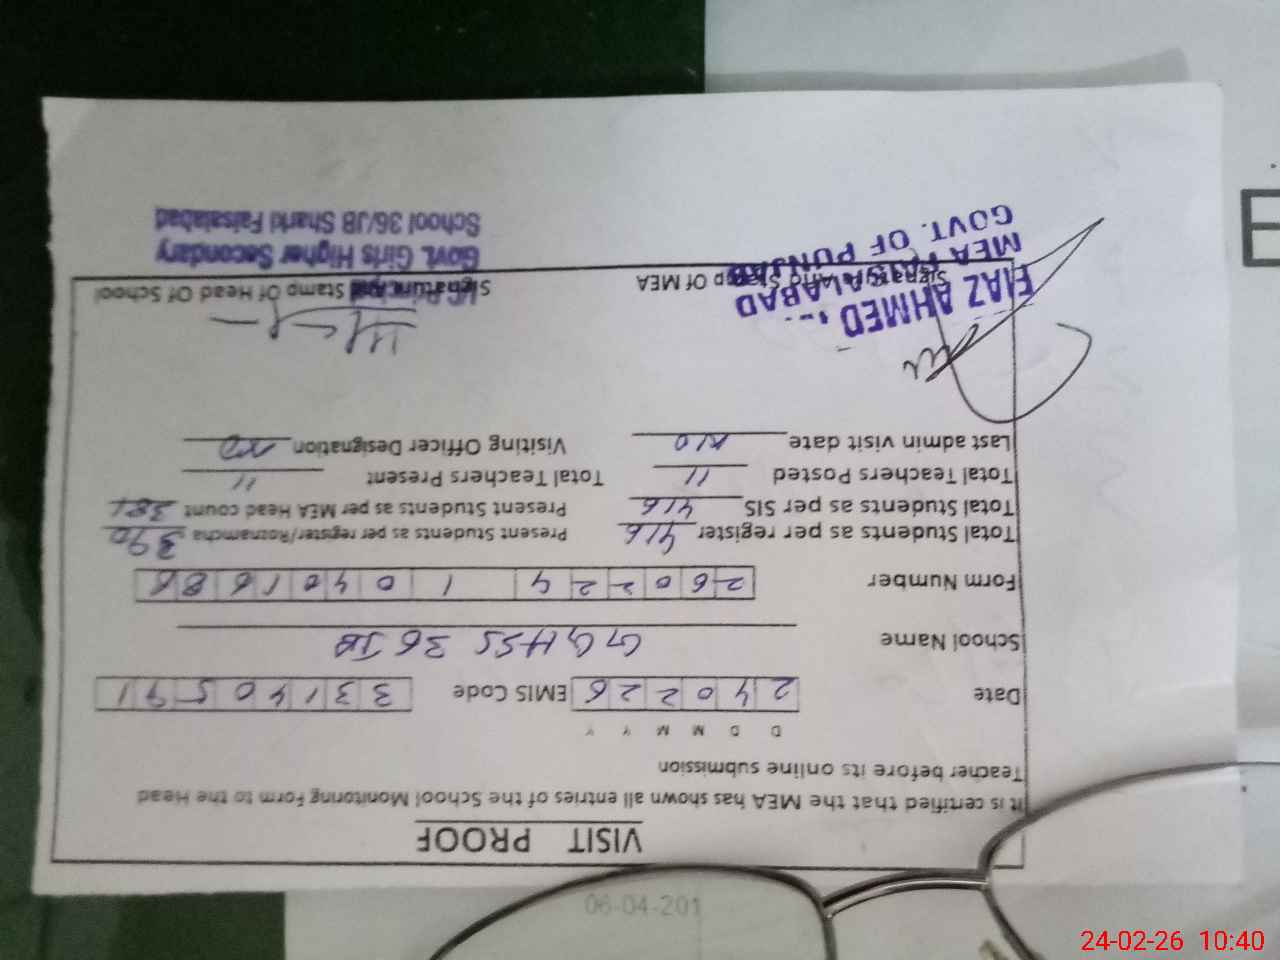 VISIT PROOF
It is certified that the MEA has shown all entries of the School Monitoring Form to the Head
Teacher before its online submission
D D M M Y Y
Date 2 4 0 2 2 6 EMIS Code 3 3 1 4 0 5 9 1
School Name GGHSS 36 JB
Form Number 2 6 0 2 2 4 1 0 4 0 1 6 8 8
Total Students as per register 416 Present Students as per register/Roznamcha 390
Total Students as per SIS 416 Present Students as per MEA Head count 381
Total Teachers Posted 11 Total Teachers Present 11
Last admin visit date NO Visiting Officer Designation NO
EJAZ AHMED
MEA FAISALABAD
GOVT. OF PUNJAB
Signature And Stamp Of MEA
Signature And Stamp Of Head Of School
Principal
Govt. Girls Higher Secondary
School 36/JB Sharki Faisalabad
06-04-201
E
24-02-26 10:40